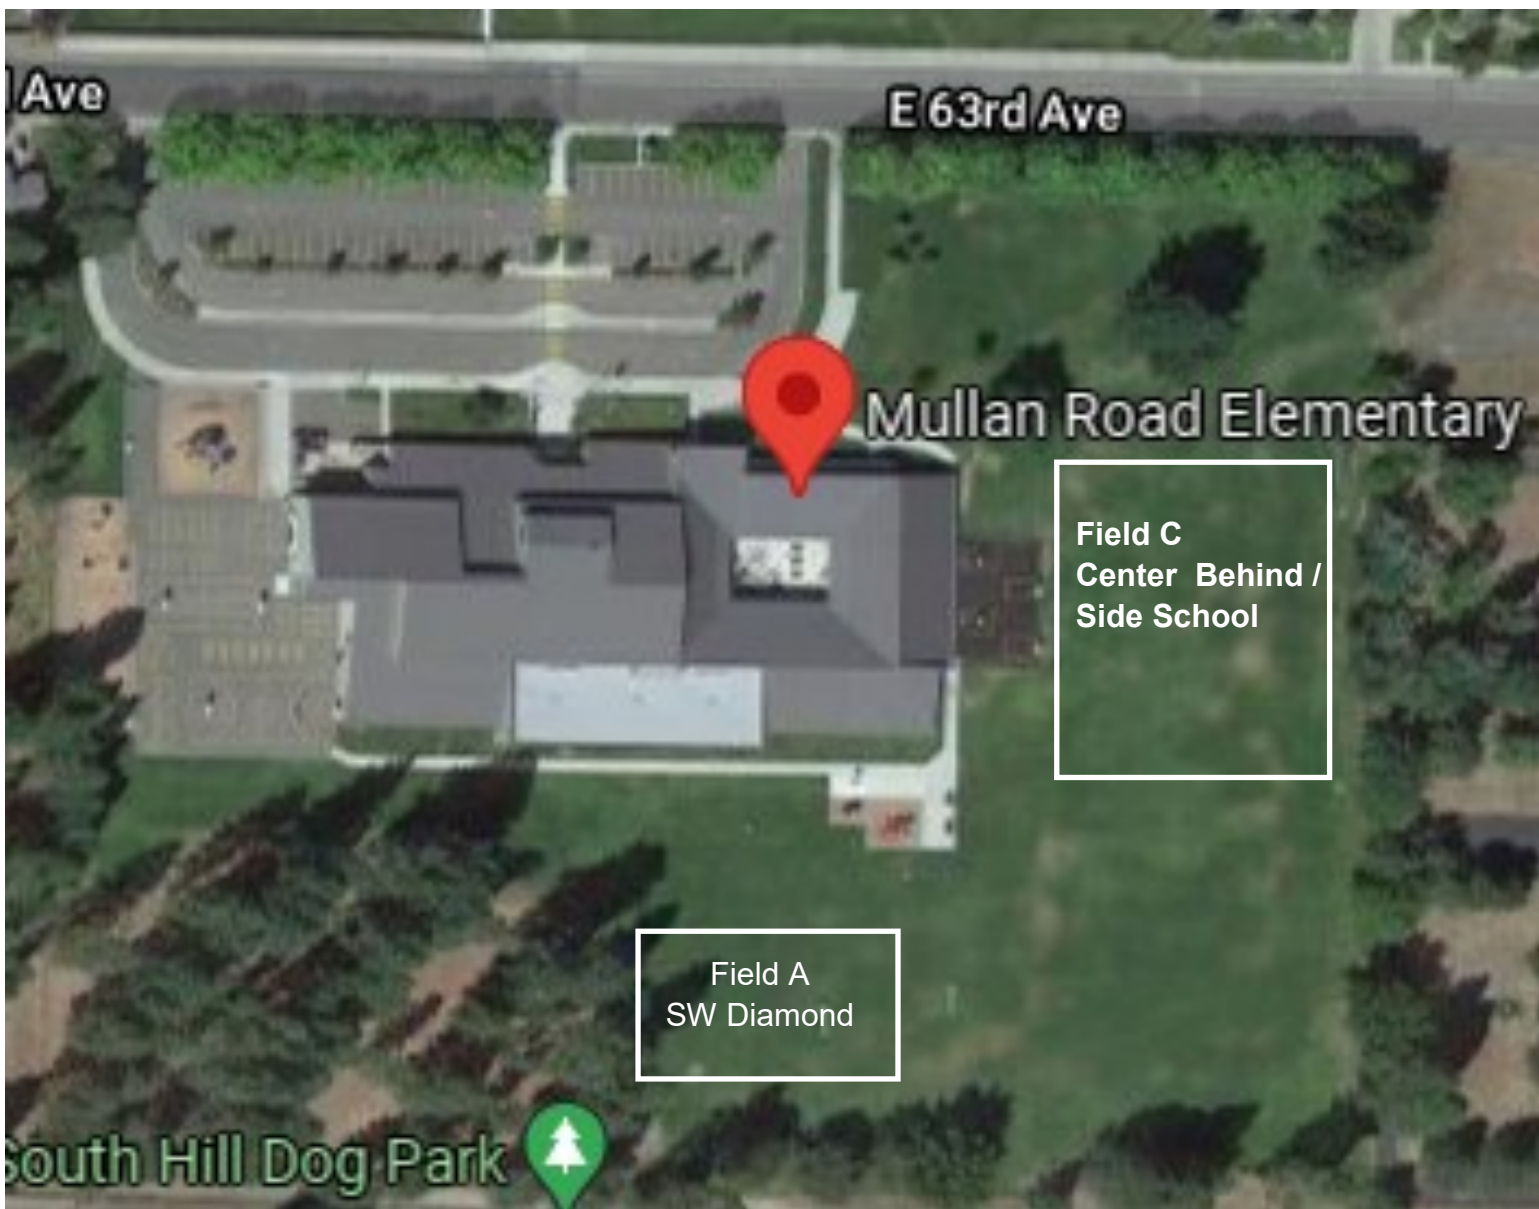 Ave
E 63rd Ave
Mullan Road Elementary
Field C
Center Behind /
Side School
Field A
SW Diamond
South Hill Dog Park